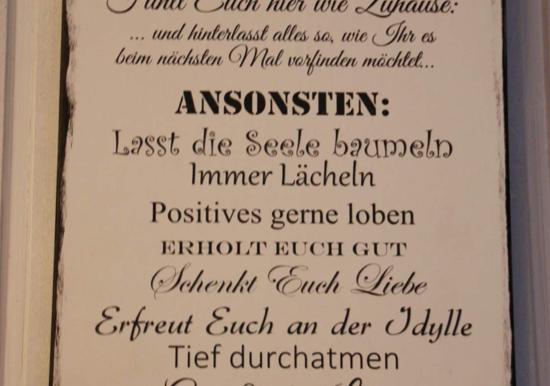 Euch hier wie Zuhause:
... und hinterlasst alles so, wie Ihr es
beim nächsten Mal vorfinden möchtet...
ANSONSTEN:
Lasst die Seele baumeln
Immer Lächeln
Positives gerne loben
ERHOLT EUCH GUT
Schenkt Euch Liebe
Erfreut Euch an der Idylle
Tief durchatmen